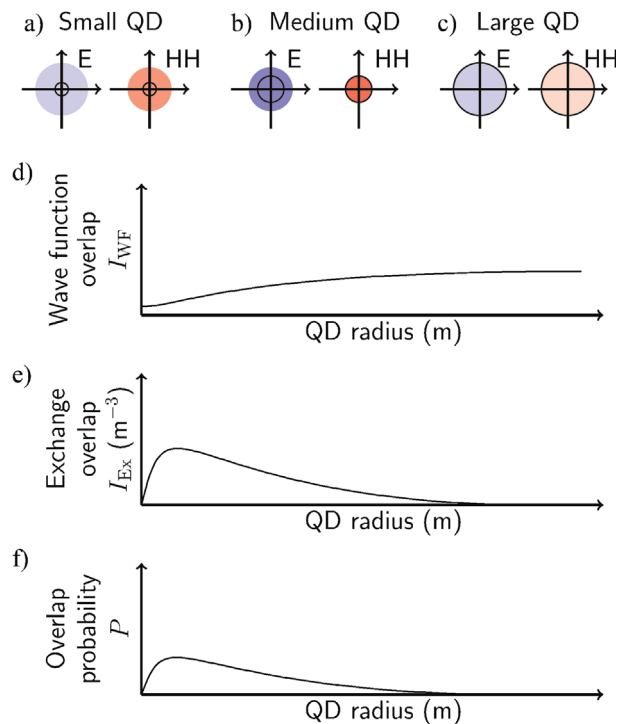 a) Small QD b) Medium QD c) Large QD
E HH E HH E HH
d)
Wave function
overlap
I_WF
QD radius (m)
e)
Exchange
overlap
I_Ex (m⁻³)
QD radius (m)
f)
Overlap
probability
P
QD radius (m)